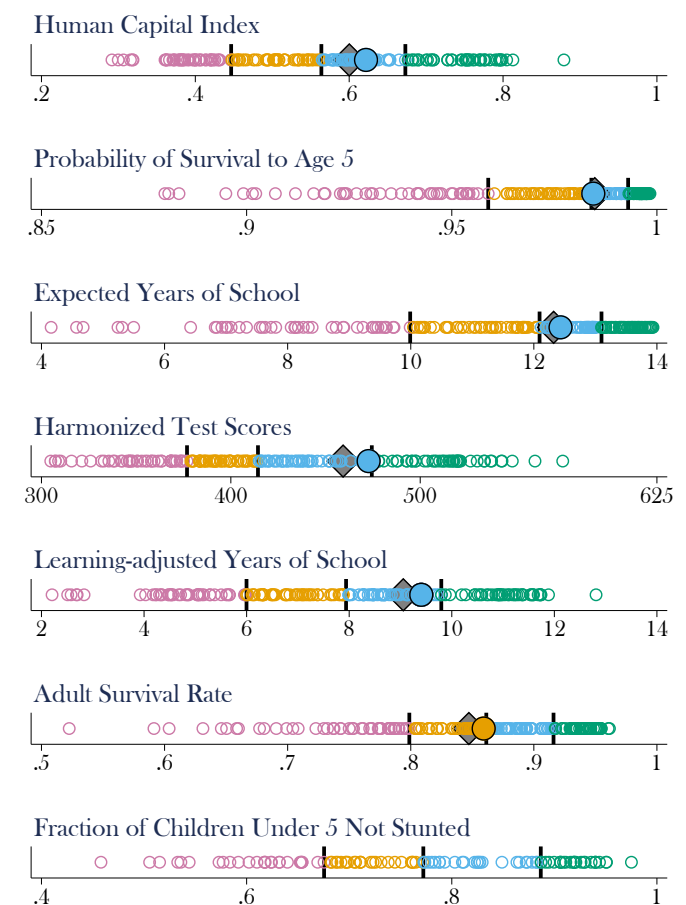 Human Capital Index
.2 .4 .6 .8 1
Probability of Survival to Age 5
.85 .9 .95 1
Expected Years of School
4 6 8 10 12 14
Harmonized Test Scores
300 400 500 625
Learning-adjusted Years of School
2 4 6 8 10 12 14
Adult Survival Rate
.5 .6 .7 .8 .9 1
Fraction of Children Under 5 Not Stunted
.4 .6 .8 1